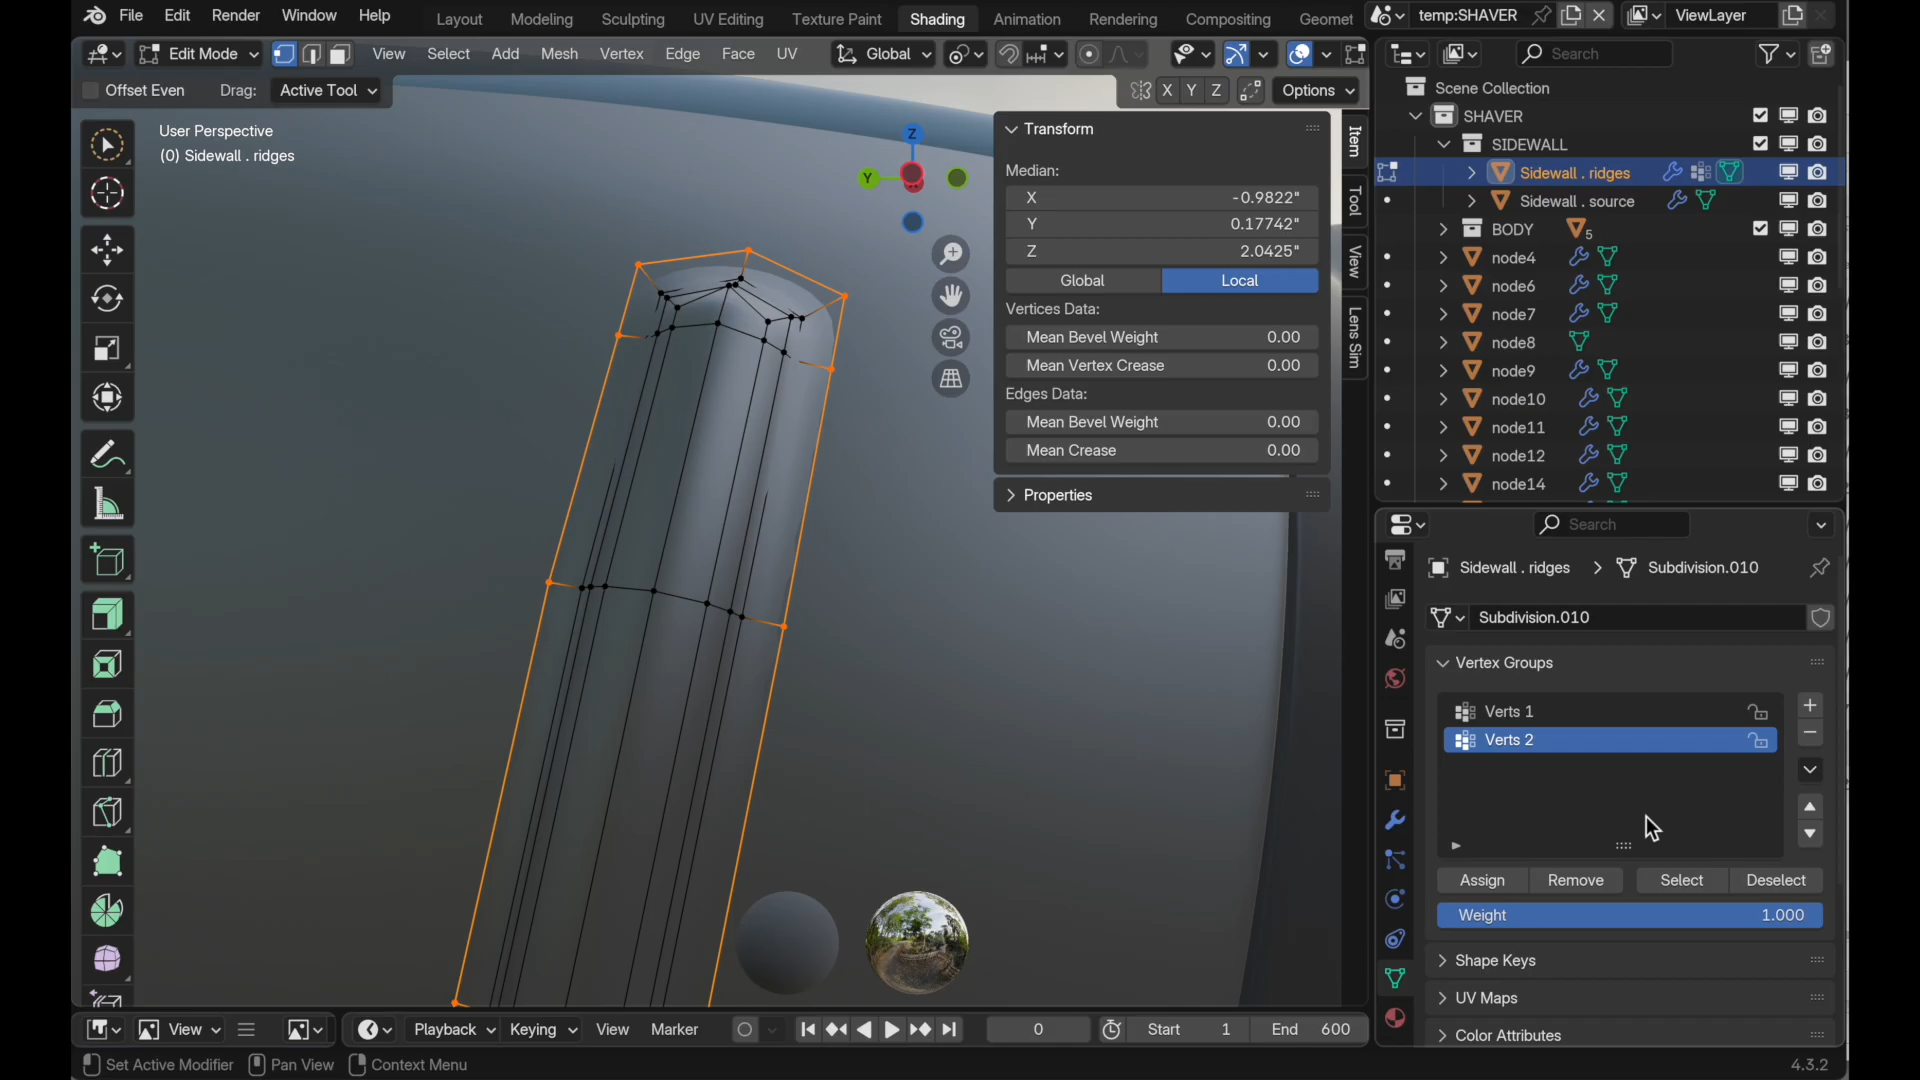 File Edit Render Window Help Layout Modeling Sculpting UV Editing Texture Paint Shading Animation Rendering Compositing Geomet temp:SHAVER ViewLayer
Edit Mode View Select Add Mesh Vertex Edge Face UV Global Search
Offset Even Drag: Active Tool X Y Z Options Scene Collection
User Perspective
(0) Sidewall . ridges
Z
Y
Transform
Median:
X -0.9822"
Y 0.17742"
Z 2.0425"
Global Local
Vertices Data:
Mean Bevel Weight 0.00
Mean Vertex Crease 0.00
Edges Data:
Mean Bevel Weight 0.00
Mean Crease 0.00
Properties
Item
Tool
View
Lens Sim
SHAVER
SIDEWALL
Sidewall . ridges
Sidewall . source
BODY 5
node4
node6
node7
node8
node9
node10
node11
node12
node14
Search
Sidewall . ridges Subdivision.010
Subdivision.010
Vertex Groups
Verts 1
Verts 2
Assign Remove Select Deselect
Weight 1.000
Shape Keys
UV Maps
Color Attributes
View Playback Keying View Marker 0 Start 1 End 600
Set Active Modifier Pan View Context Menu 4.3.2